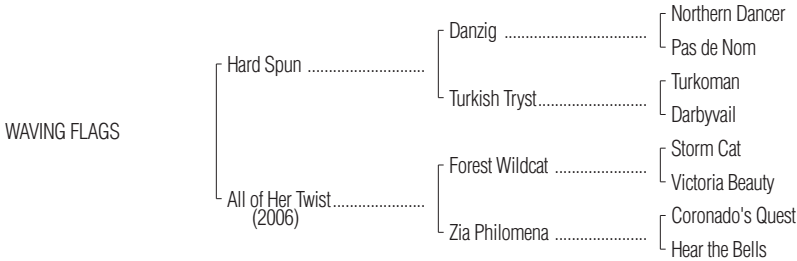 Northern Dancer
Danzig ..................................
Pas de Nom
Hard Spun ...........................
Turkoman
Turkish Tryst..........................
Darbyvail
WAVING FLAGS
Storm Cat
Forest Wildcat ......................
Victoria Beauty
All of Her Twist.....................
(2006)
Coronado's Quest
Zia Philomena ......................
Hear the Bells